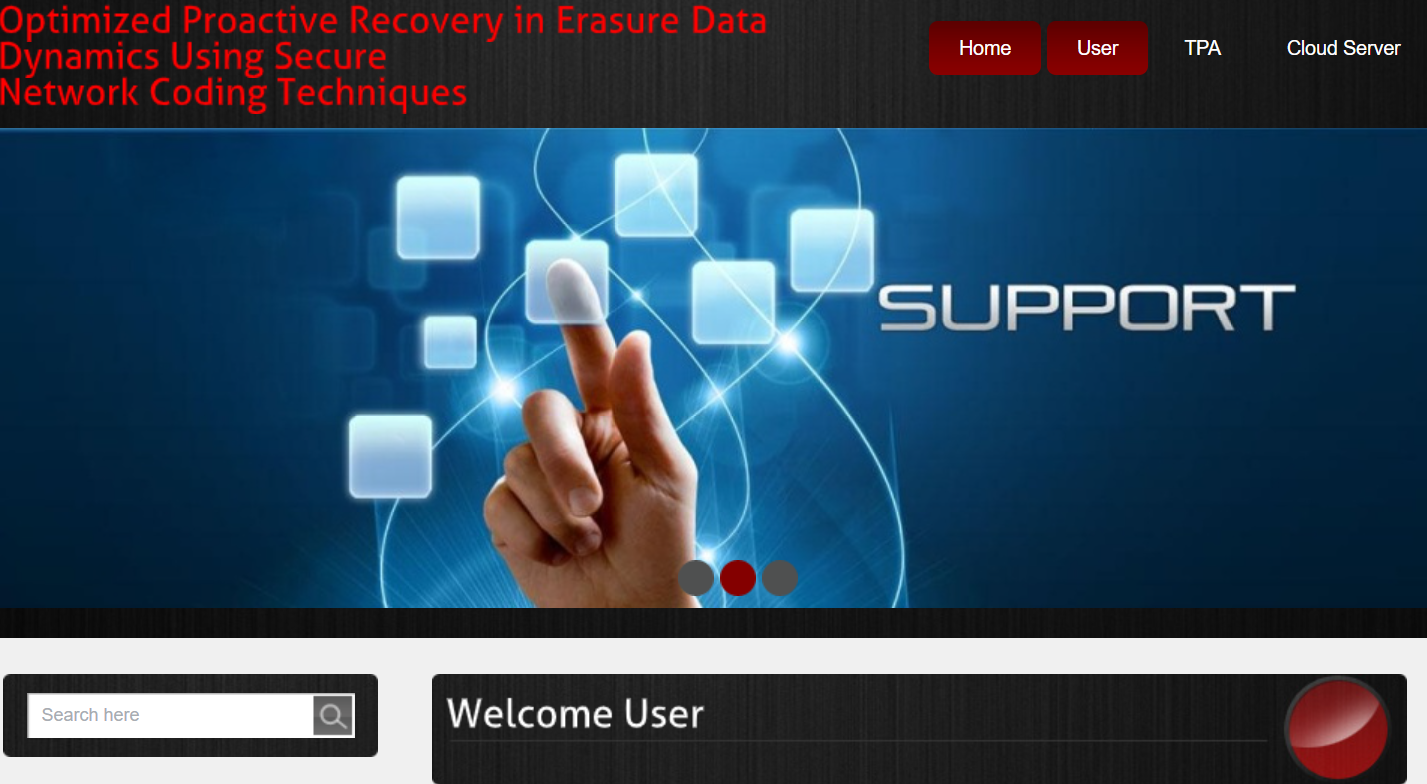 Optimized Proactive Recovery in Erasure Data
Dynamics Using Secure
Network Coding Techniques
Home
User
TPA
Cloud Server
SUPPORT
Search here
Welcome User